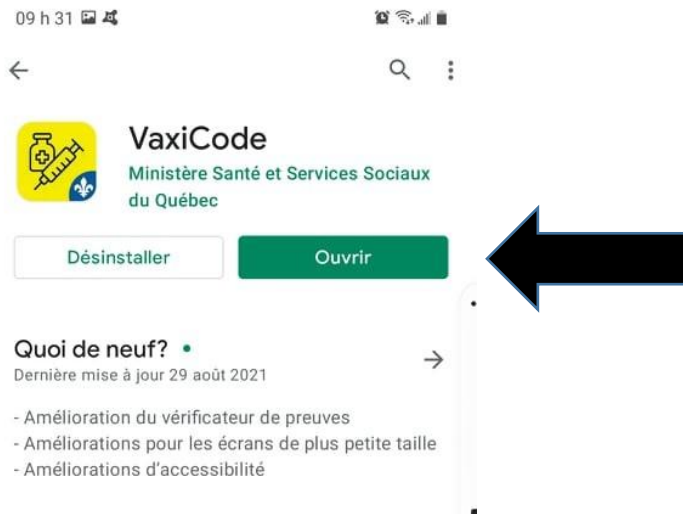 09 h 31
VaxiCode
Ministère Santé et Services Sociaux
du Québec
Désinstaller
Ouvrir
Quoi de neuf? •
Dernière mise à jour 29 août 2021
- Amélioration du vérificateur de preuves
- Améliorations pour les écrans de plus petite taille
- Améliorations d'accessibilité